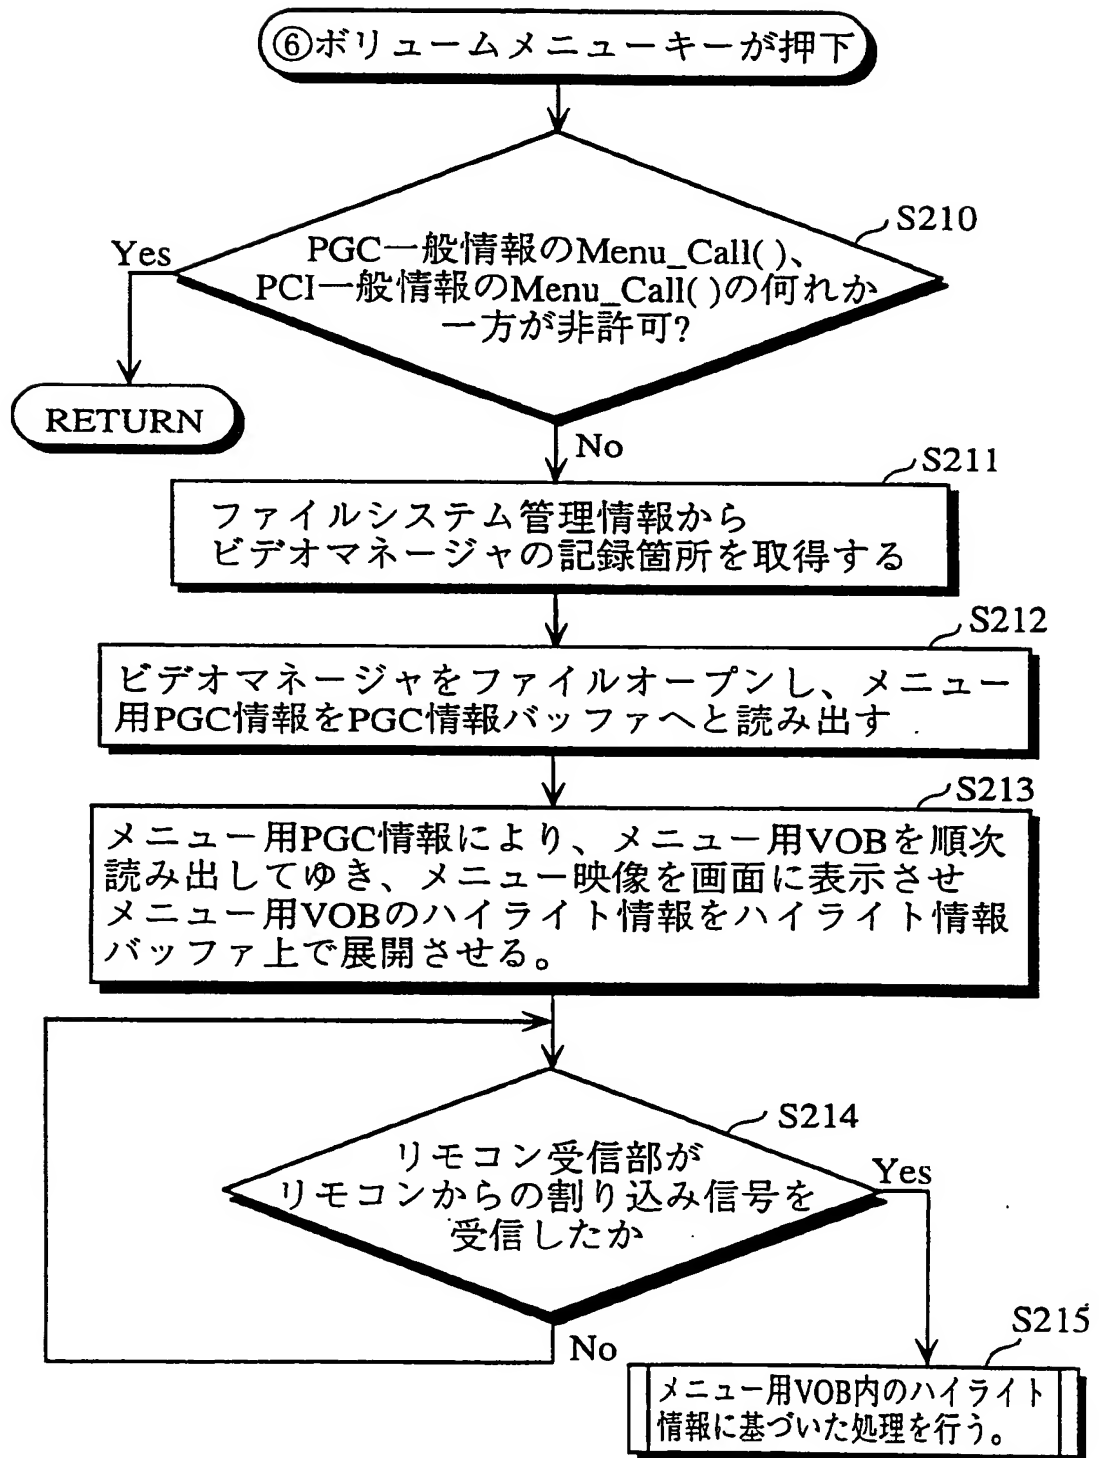 ⑥ボリュームメニューキーが押下
S210
Yes
PGC一般情報のMenu_Call( )、
PCI一般情報のMenu_Call( )の何れか
一方が非許可?
RETURN
No
S211
ファイルシステム管理情報から
ビデオマネージャの記録箇所を取得する
S212
ビデオマネージャをファイルオープンし、メニュー
用PGC情報をPGC情報バッファへと読み出す
S213
メニュー用PGC情報により、メニュー用VOBを順次
読み出してゆき、メニュー映像を画面に表示させ
メニュー用VOBのハイライト情報をハイライト情報
バッファ上で展開させる。
S214
リモコン受信部が
リモコンからの割り込み信号を
受信したか
Yes
No
S215
メニュー用VOB内のハイライト
情報に基づいた処理を行う。